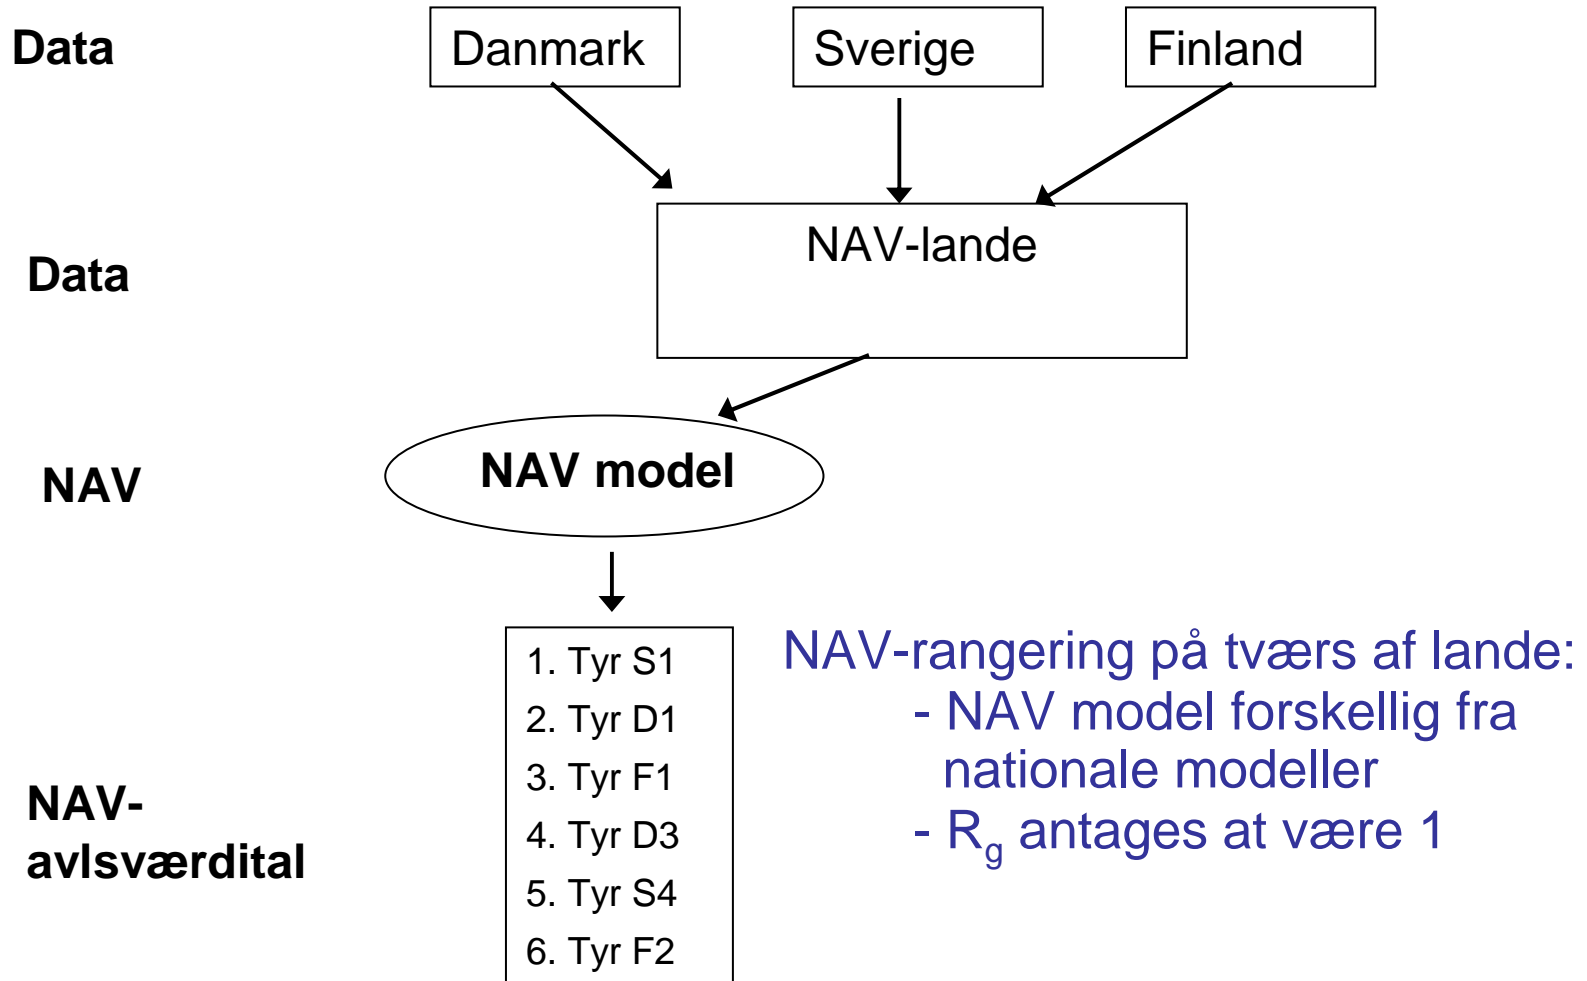 Data
Danmark
Sverige
Finland
Data
NAV-lande
NAV
NAV model
NAV-
avlsværdital
1. Tyr S1
2. Tyr D1
3. Tyr F1
4. Tyr D3
5. Tyr S4
6. Tyr F2
NAV-rangering på tværs af lande:
- NAV model forskellig fra
nationale modeller
- Rg antages at være 1